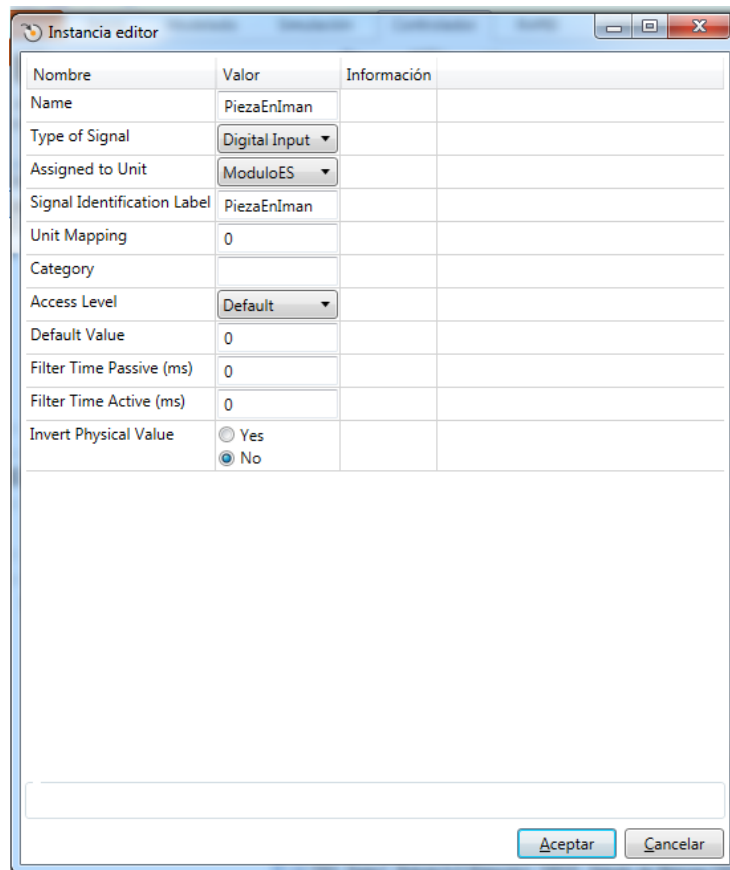 Instancia editor
Nombre Valor Información
Name PiezaEnIman
Type of Signal Digital Input
Assigned to Unit ModuloES
Signal Identification Label PiezaEnIman
Unit Mapping 0
Category
Access Level Default
Default Value 0
Filter Time Passive (ms) 0
Filter Time Active (ms) 0
Invert Physical Value Yes
No
Aceptar Cancelar